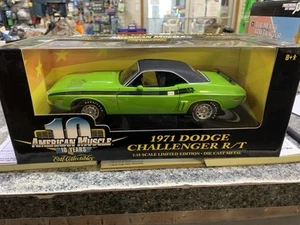 8+
10
AMERICAN MUSCLE
10 YEARS
Ertl Collectibles
1971 DODGE
CHALLENGER R/T
1:18 SCALE LIMITED EDITION • DIE CAST METAL